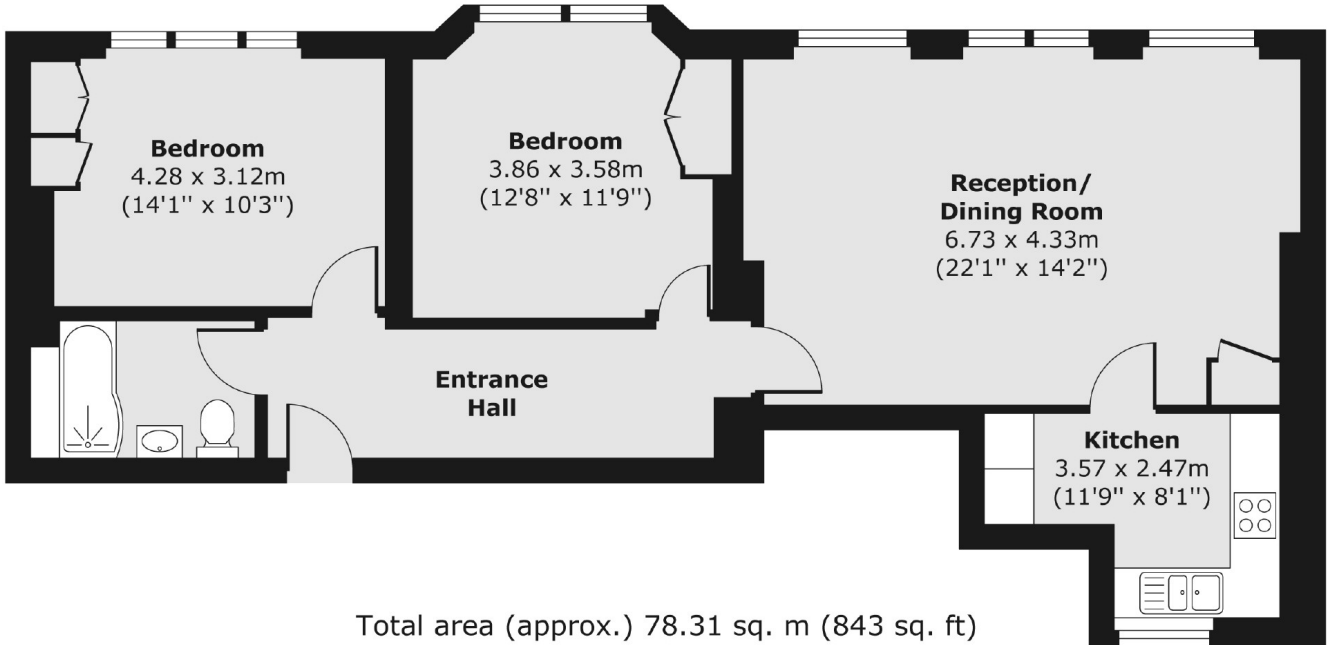 Bedroom
4.28 x 3.12m
(14'1'' x 10'3'')
Bedroom
3.86 x 3.58m
(12'8'' x 11'9'')
Reception/
Dining Room
6.73 x 4.33m
(22'1'' x 14'2'')
Entrance
Hall
Kitchen
3.57 x 2.47m
(11'9'' x 8'1'')
Total area (approx.) 78.31 sq. m (843 sq. ft)